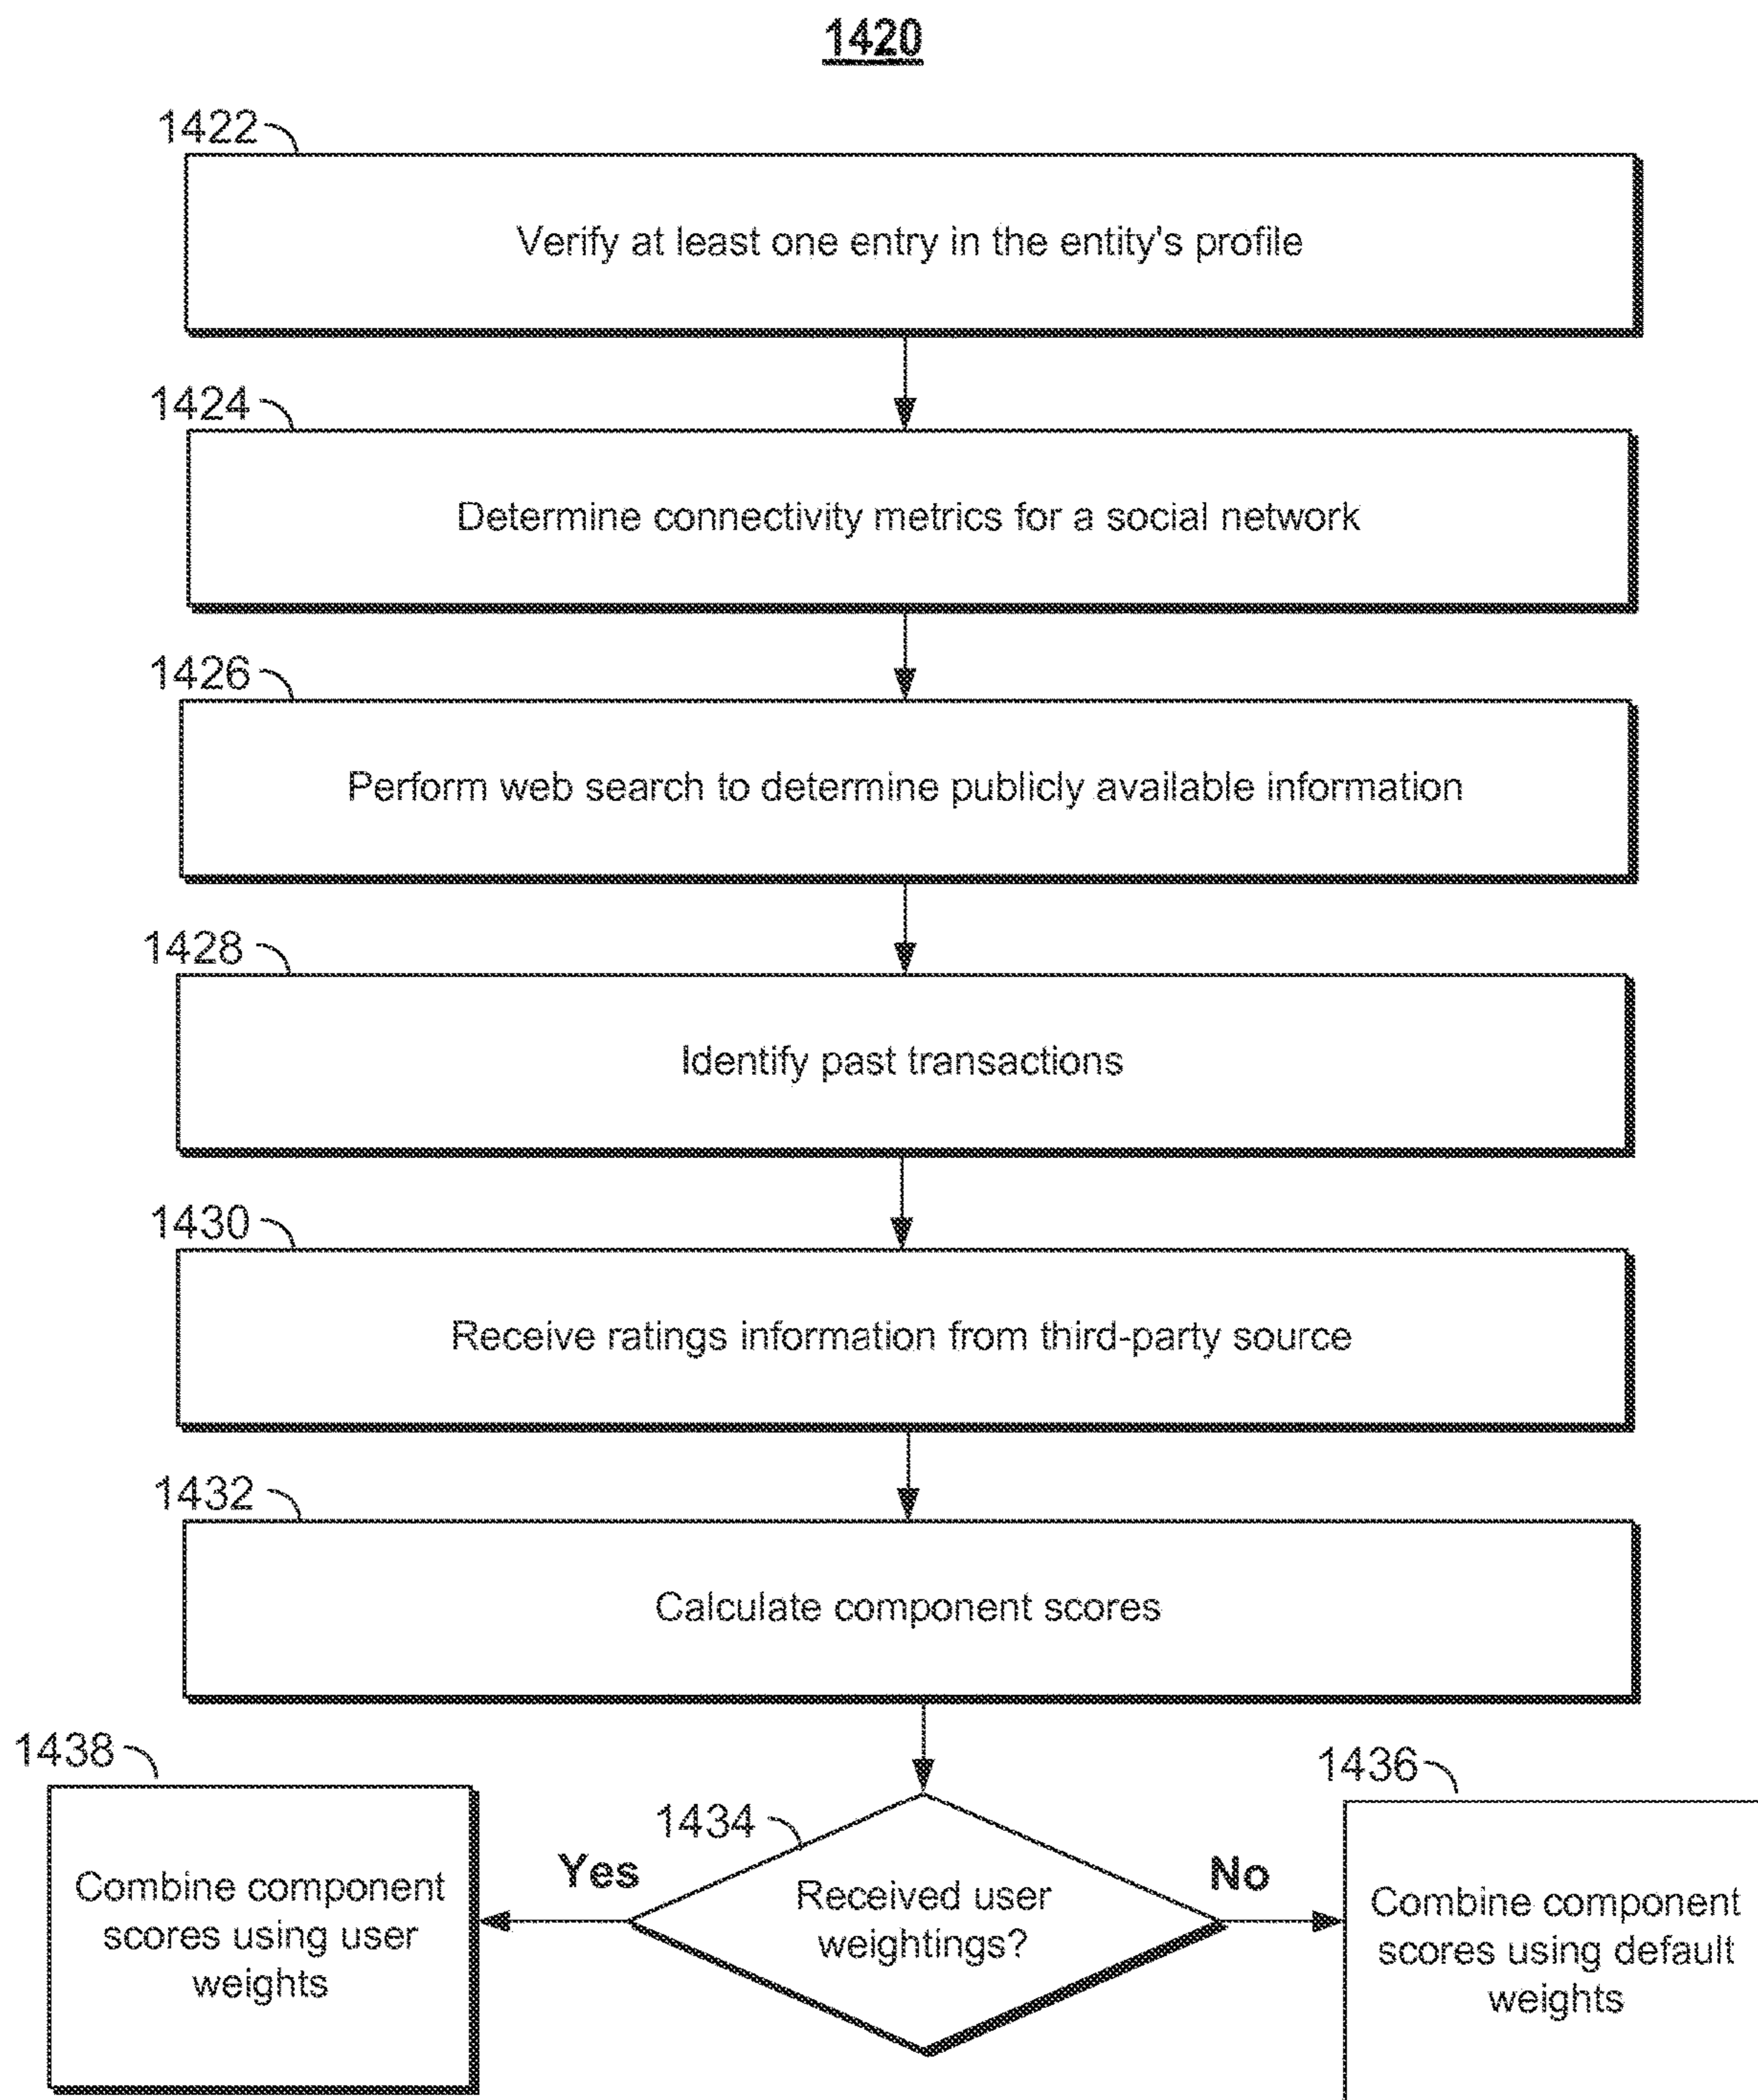 1420
1422
Verify at least one entry in the entity's profile
1424
Determine connectivity metrics for a social network
1426
Perform web search to determine publicly available information
1428
Identify past transactions
1430
Receive ratings information from third-party source
1432
Calculate component scores
1438
Combine component
scores using user
weights
Yes
1434
Received user
weightings?
No
1436
Combine component
scores using default
weights